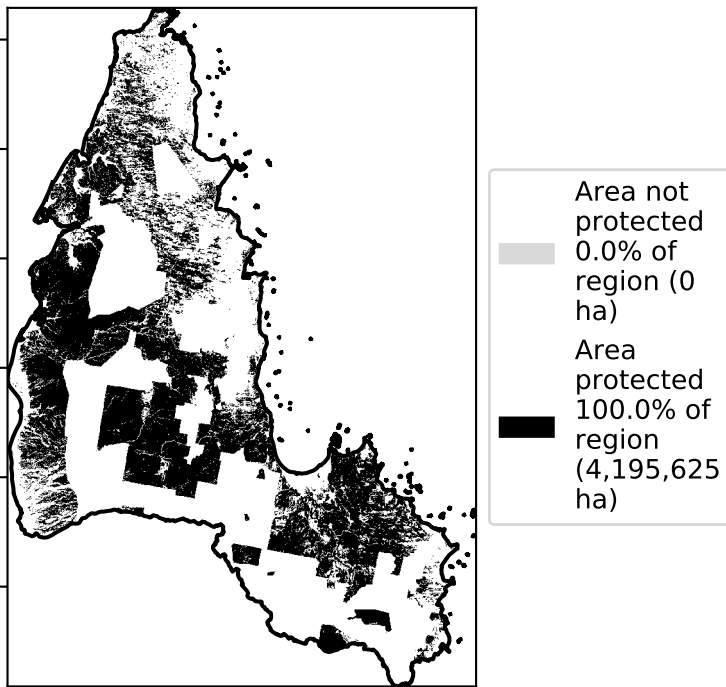 Area not
protected
0.0% of
region (0
ha)
Area
protected
100.0% of
region
(4,195,625
ha)